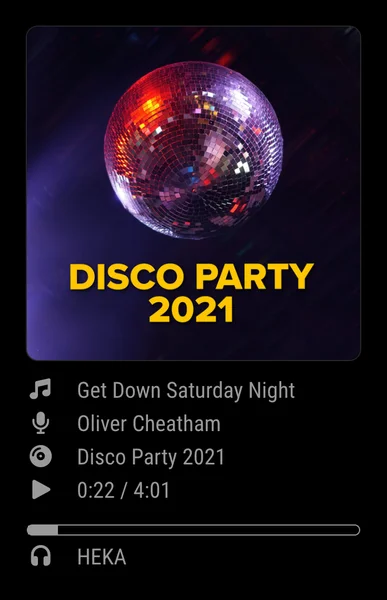 DISCO PARTY
2021
Get Down Saturday Night
Oliver Cheatham
Disco Party 2021
0:22 / 4:01
HEKA